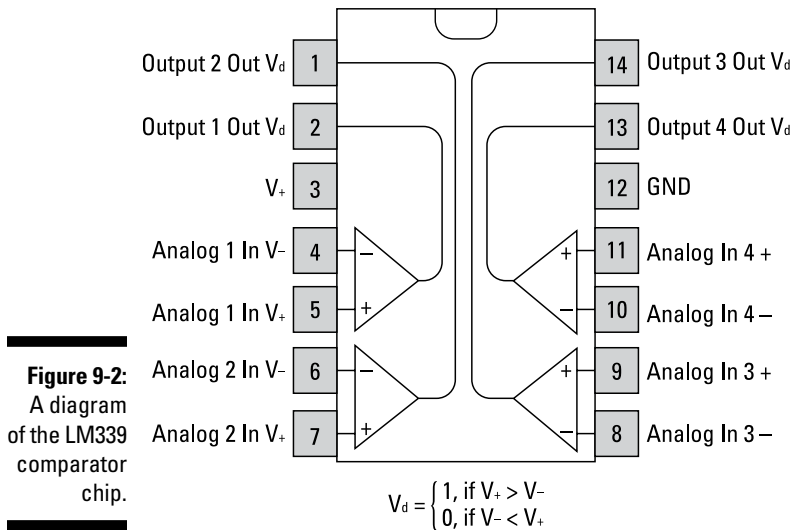 Output 2 Out Vd 1
Output 1 Out Vd 2
V+ 3
Analog 1 In V– 4 –
Analog 1 In V+ 5 +
Analog 2 In V– 6 –
Analog 2 In V+ 7 +
14 Output 3 Out Vd
13 Output 4 Out Vd
12 GND
+ 11 Analog In 4 +
– 10 Analog In 4 –
+ 9 Analog In 3 +
– 8 Analog In 3 –
Figure 9-2:
A diagram
of the LM339
comparator
chip.
Vd = { 1, if V+ > V–
0, if V– < V+